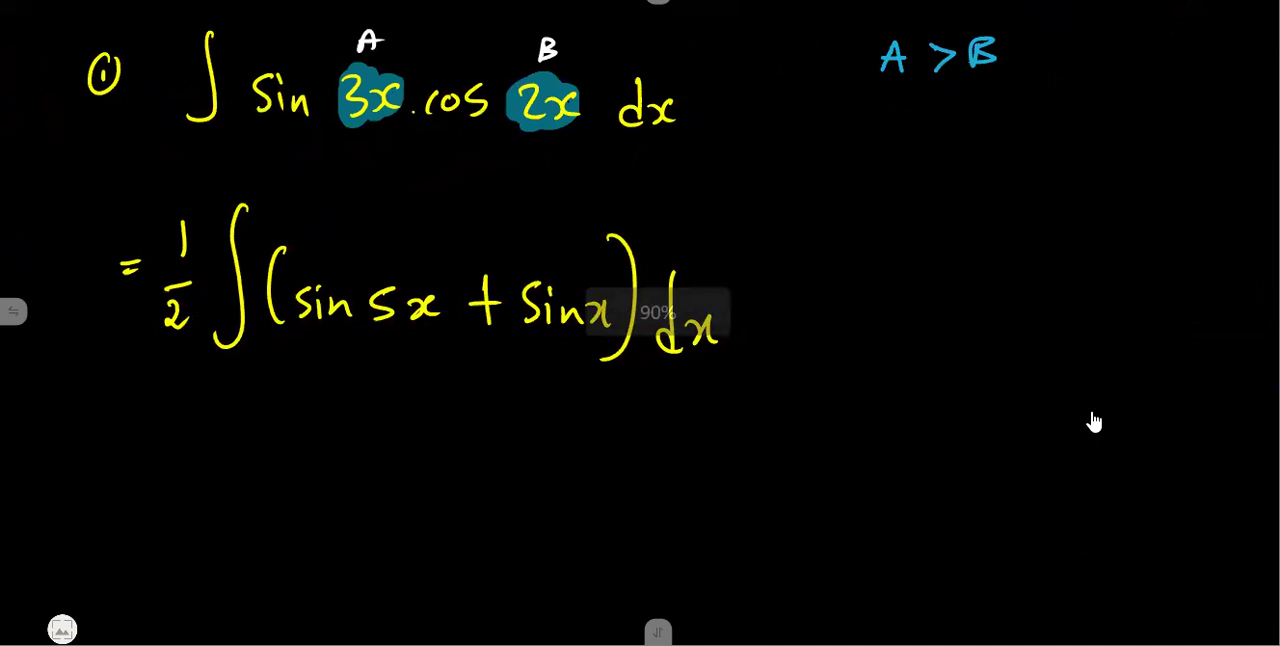 A B
① ∫ sin 3x . cos 2x dx A > B
= 1/2 ∫ (sin 5x + sin x) dx
90%